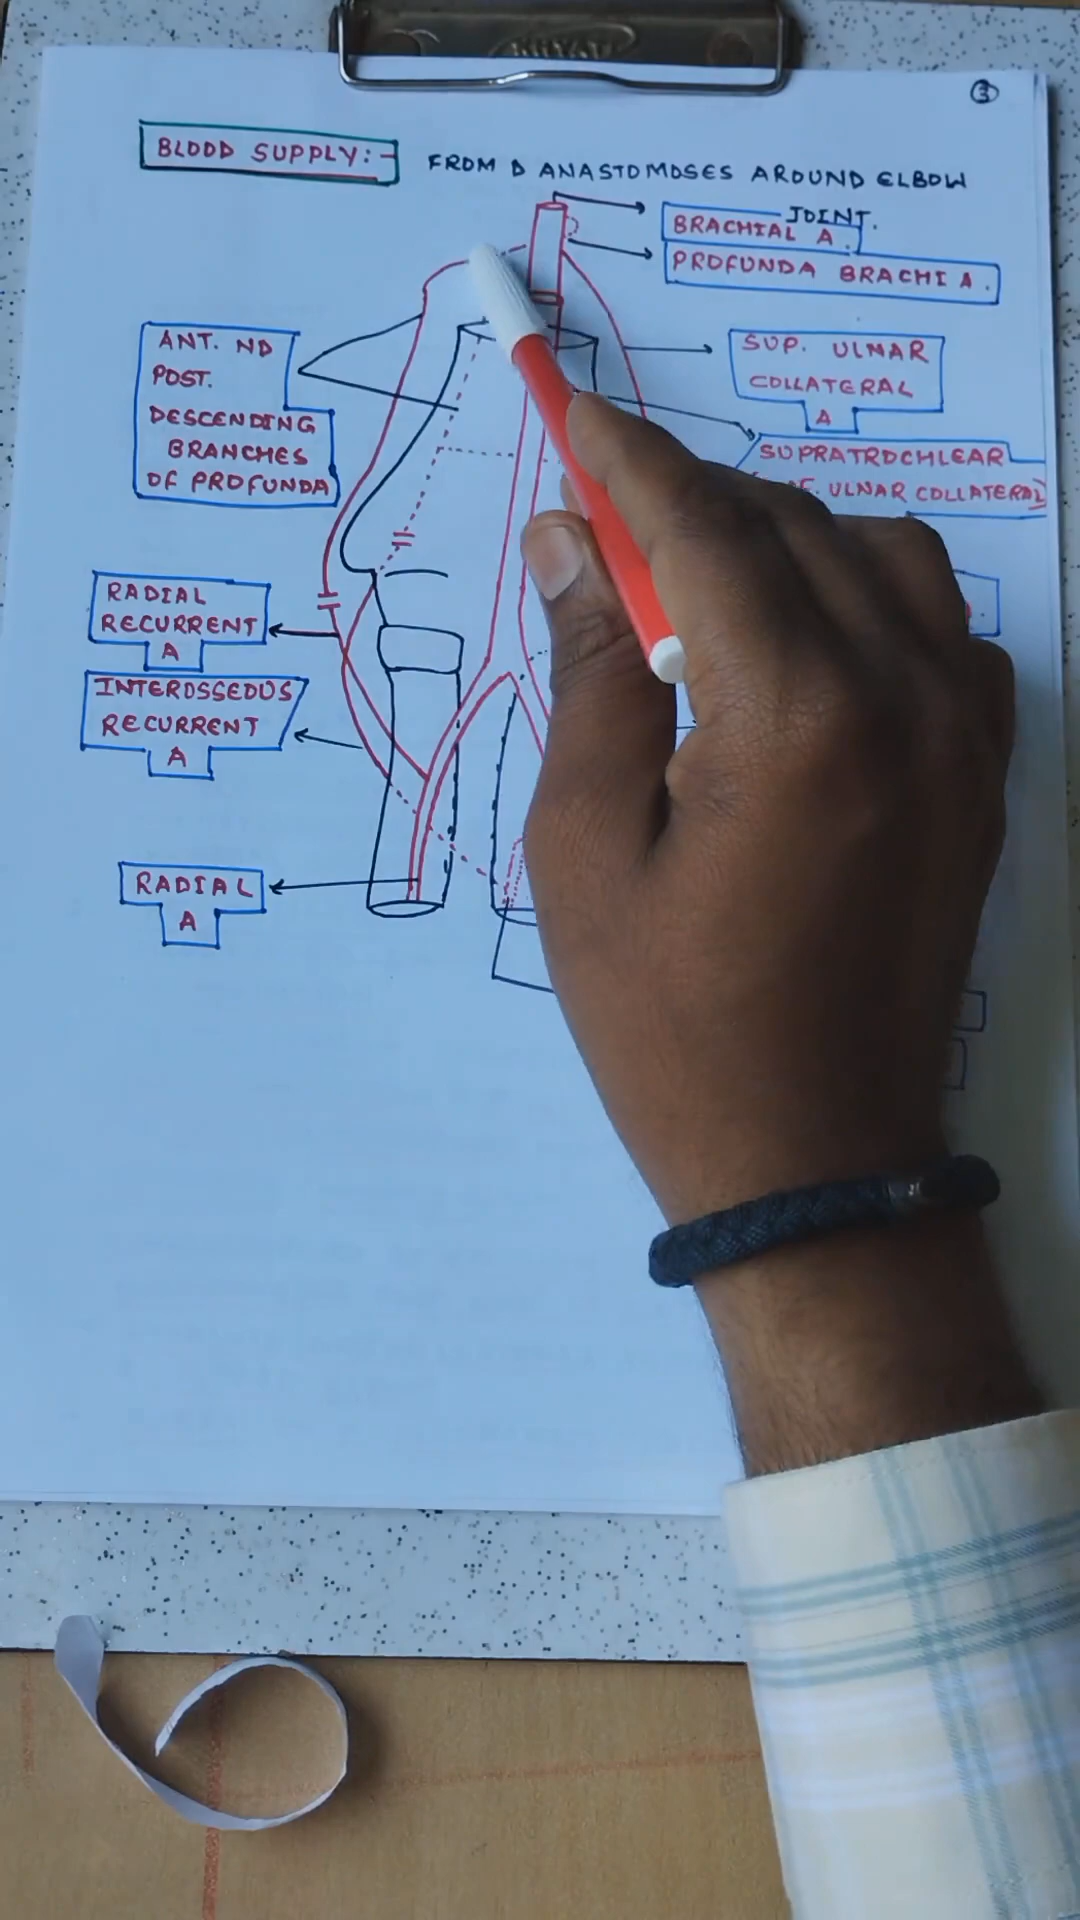 ③
BLOOD SUPPLY:-
FROM D ANASTOMOSES AROUND ELBOW
JOINT.
BRACHIAL A.
PROFUNDA BRACHI A.
ANT. ND
POST.
DESCENDING
BRANCHES
OF PROFUNDA
SUP. ULNAR
COLLATERAL
A
SUPRATROCHLEAR
ULNAR COLLATERAL]
RADIAL
RECURRENT
A
INTEROSSEOUS
RECURRENT
A
RADIAL
A